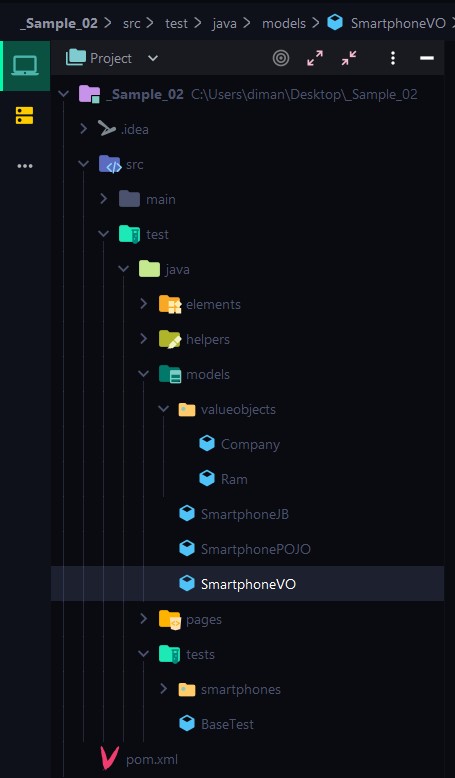 _Sample_02 > src > test > java > models > SmartphoneVO >
Project
_Sample_02 C:\Users\diman\Desktop\_Sample_02
.idea
src
main
test
java
elements
helpers
models
valueobjects
Company
Ram
SmartphoneJB
SmartphonePOJO
SmartphoneVO
pages
tests
smartphones
BaseTest
pom.xml